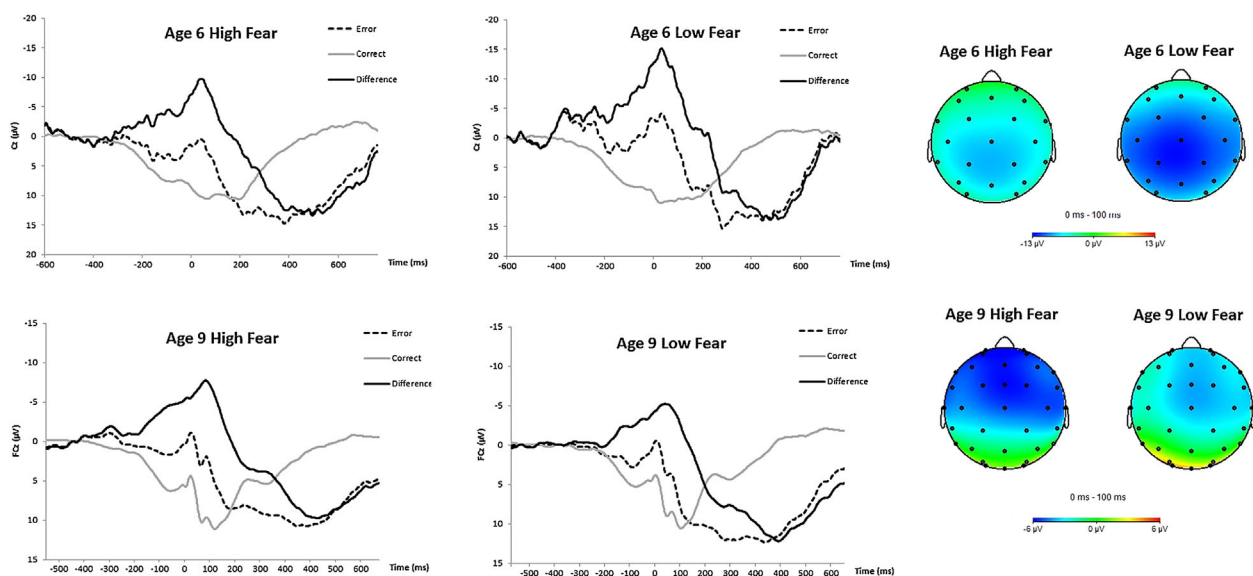 Age 6 High Fear
Error
Correct
Difference
-20
-15
-10
-5
0
5
10
15
20
Cz (µV)
-600
-400
-200
0
200
400
600
Time (ms)
Age 6 Low Fear
Error
Correct
Difference
-20
-15
-10
-5
0
5
10
15
20
Cz (µV)
-600
-400
-200
0
200
400
600
Time (ms)
Age 6 High Fear
Age 6 Low Fear
0 ms - 100 ms
-13 µV
0 µV
13 µV
Age 9 High Fear
Error
Correct
Difference
-15
-10
-5
0
5
10
15
FCz (µV)
-500
-400
-300
-200
-100
0
100
200
300
400
500
600
Time (ms)
Age 9 Low Fear
Error
Correct
Difference
-15
-10
-5
0
5
10
15
FCz (µV)
-500
-400
-300
-200
-100
0
100
200
300
400
500
600
Time (ms)
Age 9 High Fear
Age 9 Low Fear
0 ms - 100 ms
-6 µV
0 µV
6 µV